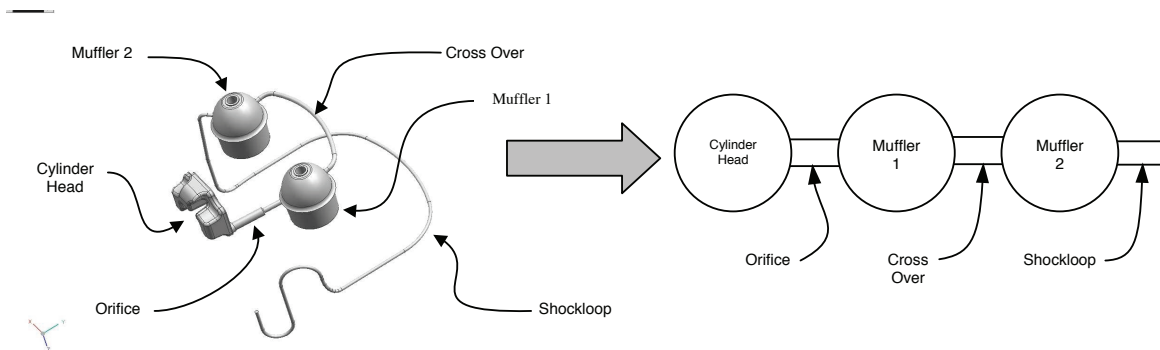 Muffler 2
Cross Over
Muffler 1
Cylinder
Head
Orifice
Shockloop
Cylinder
Head
Muffler
1
Muffler
2
Orifice
Cross
Over
Shockloop